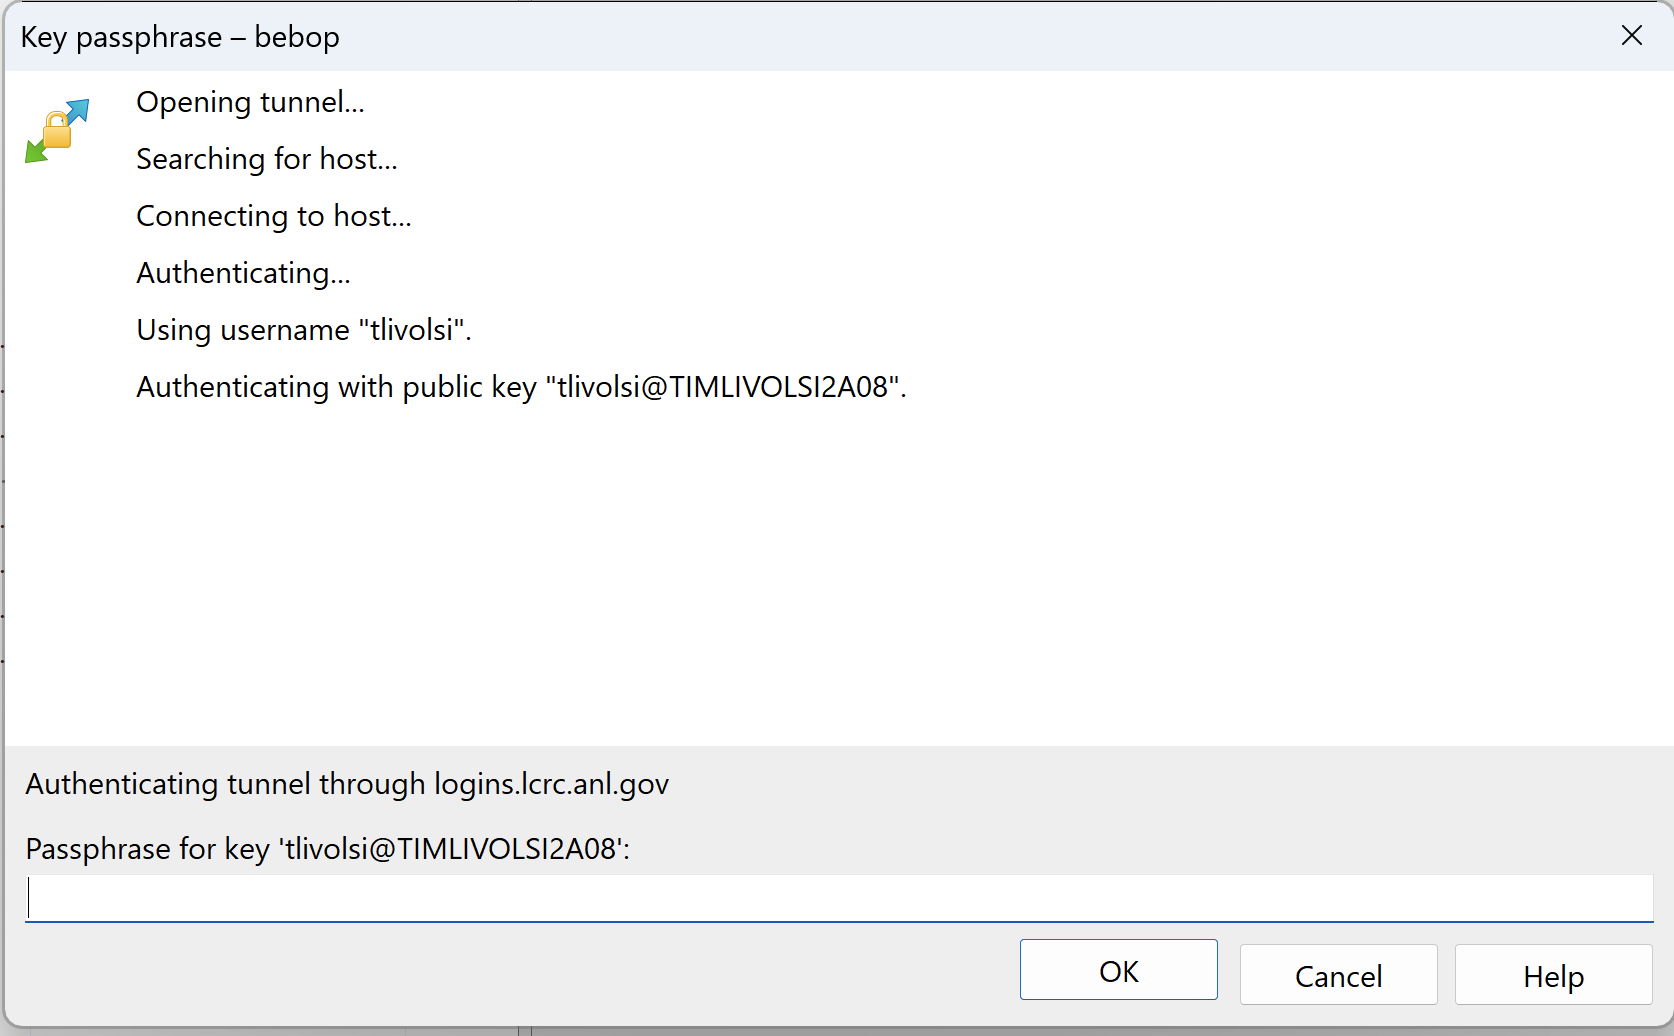 Key passphrase – bebop
Opening tunnel...
Searching for host...
Connecting to host...
Authenticating...
Using username "tlivolsi".
Authenticating with public key "tlivolsi@TIMLIVOLSI2A08".
Authenticating tunnel through logins.lcrc.anl.gov
Passphrase for key 'tlivolsi@TIMLIVOLSI2A08':
OK Cancel Help